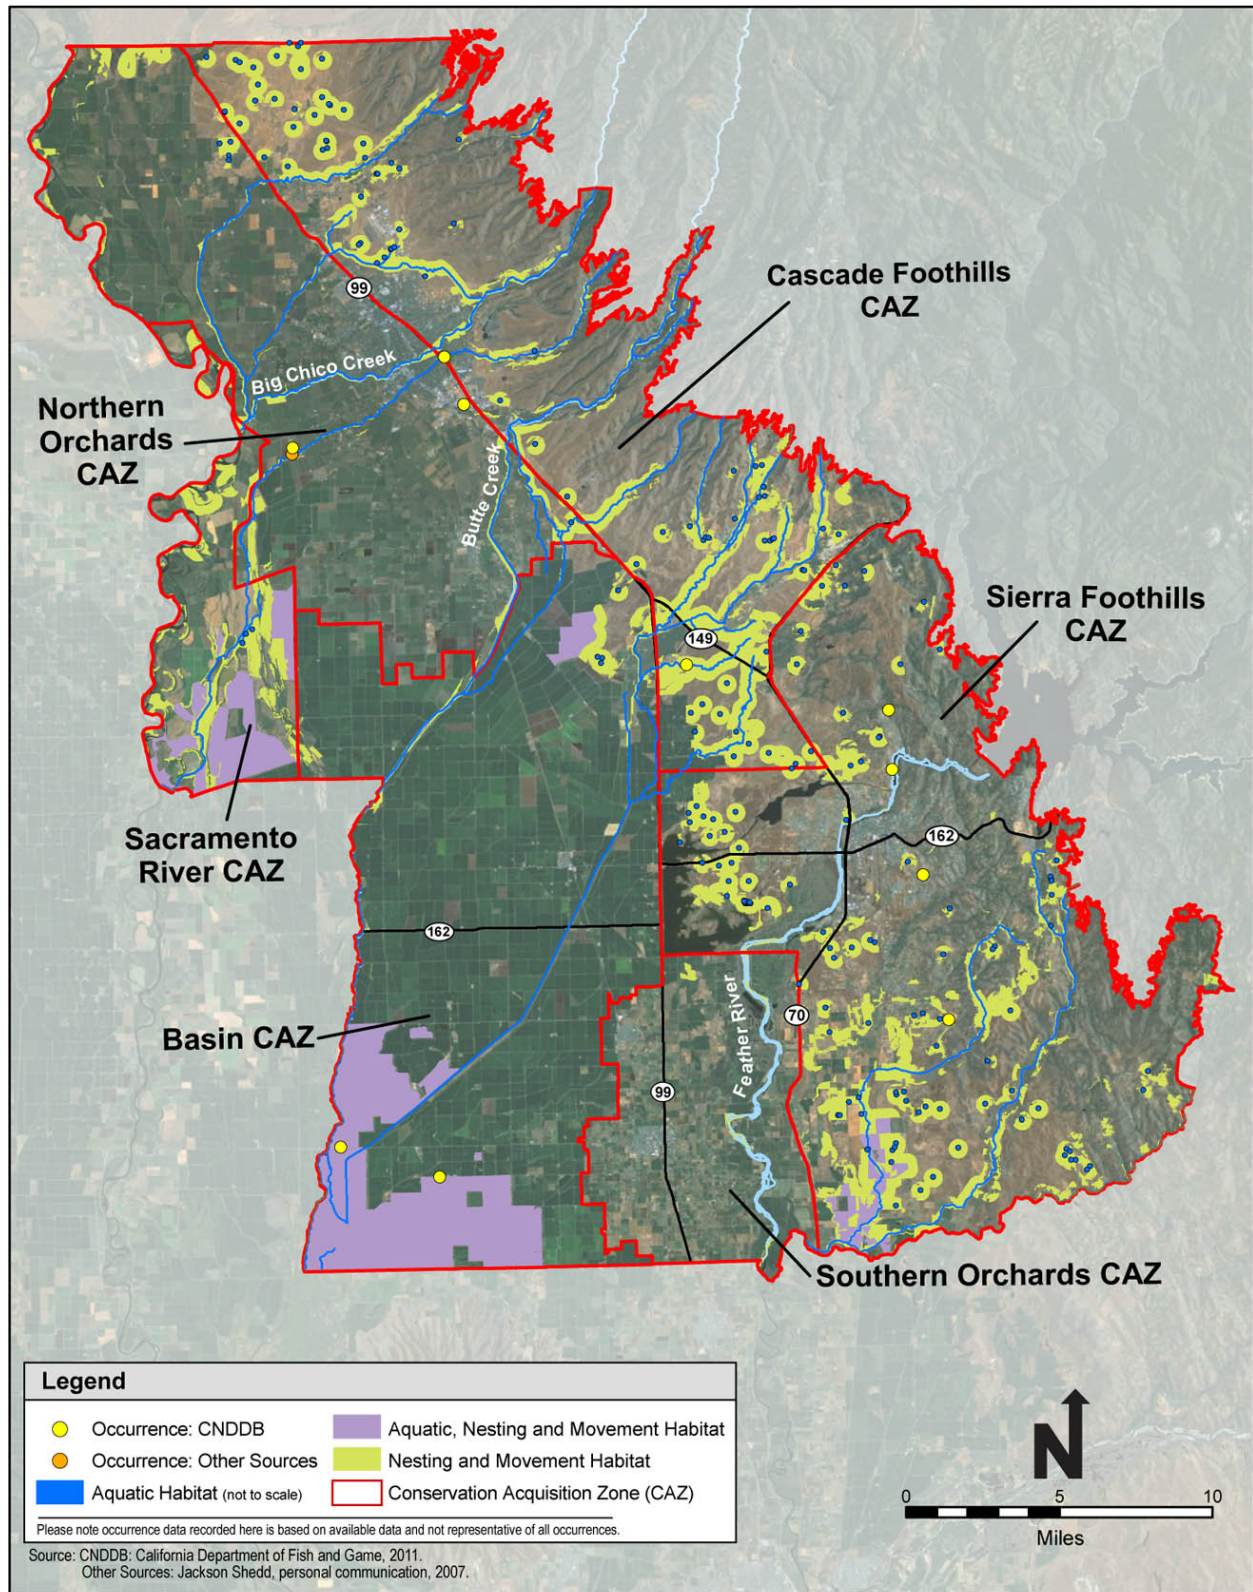 99
Cascade Foothills
CAZ
Big Chico Creek
Northern
Orchards
CAZ
Butte Creek
Sierra Foothills
CAZ
149
Sacramento
River CAZ
162
162
Basin CAZ
Feather River
70
99
Southern Orchards CAZ
Legend
Occurrence: CNDDB
Aquatic, Nesting and Movement Habitat
Occurrence: Other Sources
Nesting and Movement Habitat
Aquatic Habitat (not to scale)
Conservation Acquisition Zone (CAZ)
Please note occurrence data recorded here is based on available data and not representative of all occurrences.
N
0 5 10
Miles
Source: CNDDB: California Department of Fish and Game, 2011.
Other Sources: Jackson Shedd, personal communication, 2007.